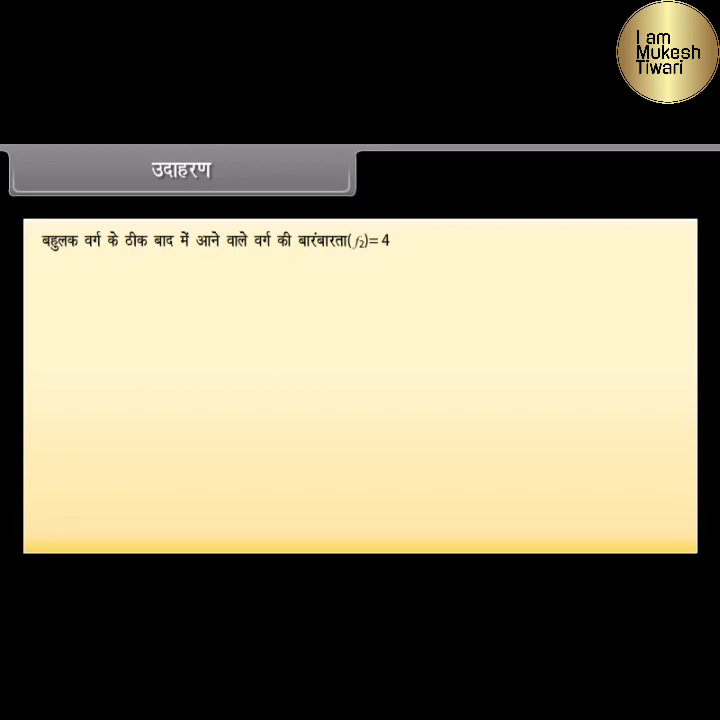 I am
Mukesh
Tiwari
उदाहरण
बहुलक वर्ग के ठीक बाद में आने वाले वर्ग की बारंबारता(f₂)= 4